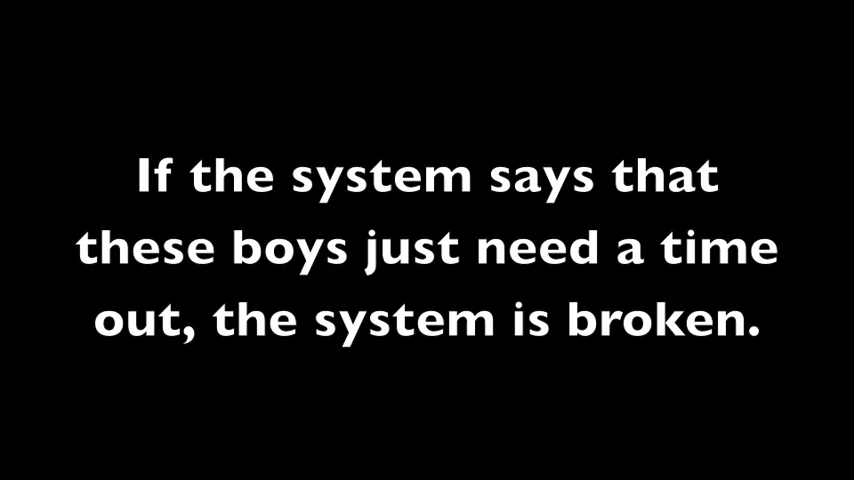 If the system says that
these boys just need a time
out, the system is broken.